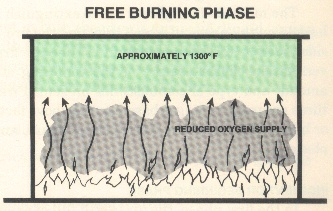 FREE BURNING PHASE
APPROXIMATELY 1300° F
REDUCED OXYGEN SUPPLY